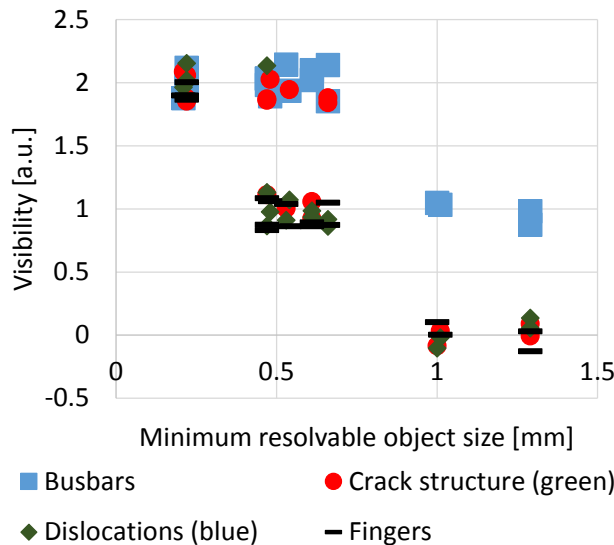 Visibility [a.u.]
2.5
2
1.5
1
0.5
0
-0.5
0 0.5 1 1.5
Minimum resolvable object size [mm]
Busbars Crack structure (green)
Dislocations (blue) Fingers